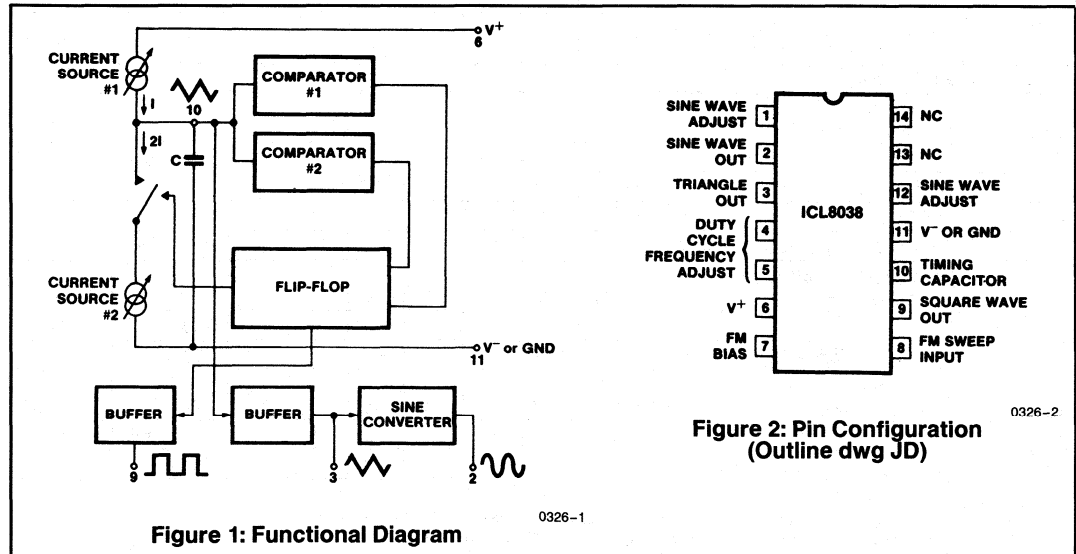 V+
6
CURRENT
SOURCE
#1
I
10
2I
C
COMPARATOR
#1
COMPARATOR
#2
FLIP-FLOP
CURRENT
SOURCE
#2
V− or GND
11
BUFFER
BUFFER
SINE
CONVERTER
9
3
2
0326–1
Figure 1: Functional Diagram
SINE WAVE
ADJUST
1
SINE WAVE
OUT
2
TRIANGLE
OUT
3
DUTY
CYCLE
FREQUENCY
ADJUST
4
5
V+
6
FM
BIAS
7
ICL8038
14 NC
13 NC
12 SINE WAVE
ADJUST
11 V− OR GND
10 TIMING
CAPACITOR
9 SQUARE WAVE
OUT
8 FM SWEEP
INPUT
0326–2
Figure 2: Pin Configuration
(Outline dwg JD)